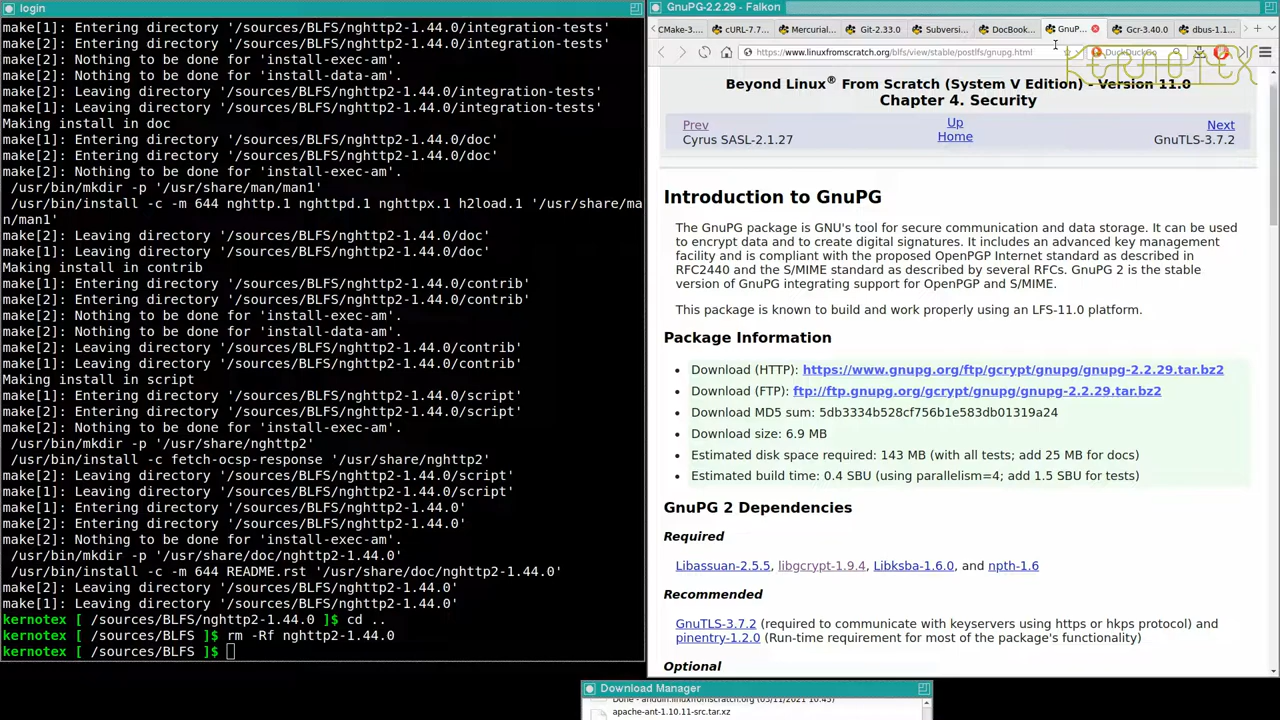 login
make[1]: Entering directory '/sources/BLFS/nghttp2-1.44.0/integration-tests'
make[2]: Entering directory '/sources/BLFS/nghttp2-1.44.0/integration-tests'
make[2]: Nothing to be done for 'install-exec-am'.
make[2]: Nothing to be done for 'install-data-am'.
make[2]: Leaving directory '/sources/BLFS/nghttp2-1.44.0/integration-tests'
make[1]: Leaving directory '/sources/BLFS/nghttp2-1.44.0/integration-tests'
Making install in doc
make[1]: Entering directory '/sources/BLFS/nghttp2-1.44.0/doc'
make[2]: Entering directory '/sources/BLFS/nghttp2-1.44.0/doc'
make[2]: Nothing to be done for 'install-exec-am'.
 /usr/bin/mkdir -p '/usr/share/man/man1'
 /usr/bin/install -c -m 644 nghttp.1 nghttpd.1 nghttpx.1 h2load.1 '/usr/share/ma
n/man1'
make[2]: Leaving directory '/sources/BLFS/nghttp2-1.44.0/doc'
make[1]: Leaving directory '/sources/BLFS/nghttp2-1.44.0/doc'
Making install in contrib
make[1]: Entering directory '/sources/BLFS/nghttp2-1.44.0/contrib'
make[2]: Entering directory '/sources/BLFS/nghttp2-1.44.0/contrib'
make[2]: Nothing to be done for 'install-exec-am'.
make[2]: Nothing to be done for 'install-data-am'.
make[2]: Leaving directory '/sources/BLFS/nghttp2-1.44.0/contrib'
make[1]: Leaving directory '/sources/BLFS/nghttp2-1.44.0/contrib'
Making install in script
make[1]: Entering directory '/sources/BLFS/nghttp2-1.44.0/script'
make[2]: Entering directory '/sources/BLFS/nghttp2-1.44.0/script'
make[2]: Nothing to be done for 'install-exec-am'.
 /usr/bin/mkdir -p '/usr/share/nghttp2'
 /usr/bin/install -c fetch-ocsp-response '/usr/share/nghttp2'
make[2]: Leaving directory '/sources/BLFS/nghttp2-1.44.0/script'
make[1]: Leaving directory '/sources/BLFS/nghttp2-1.44.0/script'
make[1]: Entering directory '/sources/BLFS/nghttp2-1.44.0'
make[2]: Entering directory '/sources/BLFS/nghttp2-1.44.0'
make[2]: Nothing to be done for 'install-exec-am'.
 /usr/bin/mkdir -p '/usr/share/doc/nghttp2-1.44.0'
 /usr/bin/install -c -m 644 README.rst '/usr/share/doc/nghttp2-1.44.0'
make[2]: Leaving directory '/sources/BLFS/nghttp2-1.44.0'
make[1]: Leaving directory '/sources/BLFS/nghttp2-1.44.0'
kernotex [ /sources/BLFS/nghttp2-1.44.0 ]$ cd ..
kernotex [ /sources/BLFS ]$ rm -Rf nghttp2-1.44.0
kernotex [ /sources/BLFS ]$
GnuPG-2.2.29 - Falkon
CMake-3... cURL-7.7... Mercurial... Git-2.33.0 Subversi... DocBook... GnuP... Gcr-3.40.0 dbus-1.1...
https://www.linuxfromscratch.org/blfs/view/stable/postlfs/gnupg.html DuckDuckGo
KERNOTEX
Beyond Linux® From Scratch (System V Edition) - Version 11.0
Chapter 4. Security
Prev Up Next
Cyrus SASL-2.1.27 Home GnuTLS-3.7.2
Introduction to GnuPG
The GnuPG package is GNU's tool for secure communication and data storage. It can be used
to encrypt data and to create digital signatures. It includes an advanced key management
facility and is compliant with the proposed OpenPGP Internet standard as described in
RFC2440 and the S/MIME standard as described by several RFCs. GnuPG 2 is the stable
version of GnuPG integrating support for OpenPGP and S/MIME.
This package is known to build and work properly using an LFS-11.0 platform.
Package Information
• Download (HTTP): https://www.gnupg.org/ftp/gcrypt/gnupg/gnupg-2.2.29.tar.bz2
• Download (FTP): ftp://ftp.gnupg.org/gcrypt/gnupg/gnupg-2.2.29.tar.bz2
• Download MD5 sum: 5db3334b528cf756b1e583db01319a24
• Download size: 6.9 MB
• Estimated disk space required: 143 MB (with all tests; add 25 MB for docs)
• Estimated build time: 0.4 SBU (using parallelism=4; add 1.5 SBU for tests)
GnuPG 2 Dependencies
Required
Libassuan-2.5.5, libgcrypt-1.9.4, Libksba-1.6.0, and npth-1.6
Recommended
GnuTLS-3.7.2 (required to communicate with keyservers using https or hkps protocol) and
pinentry-1.2.0 (Run-time requirement for most of the package's functionality)
Optional
Download Manager
Done - anduin.linuxfromscratch.org
apache-ant-1.10.11-src.tar.xz